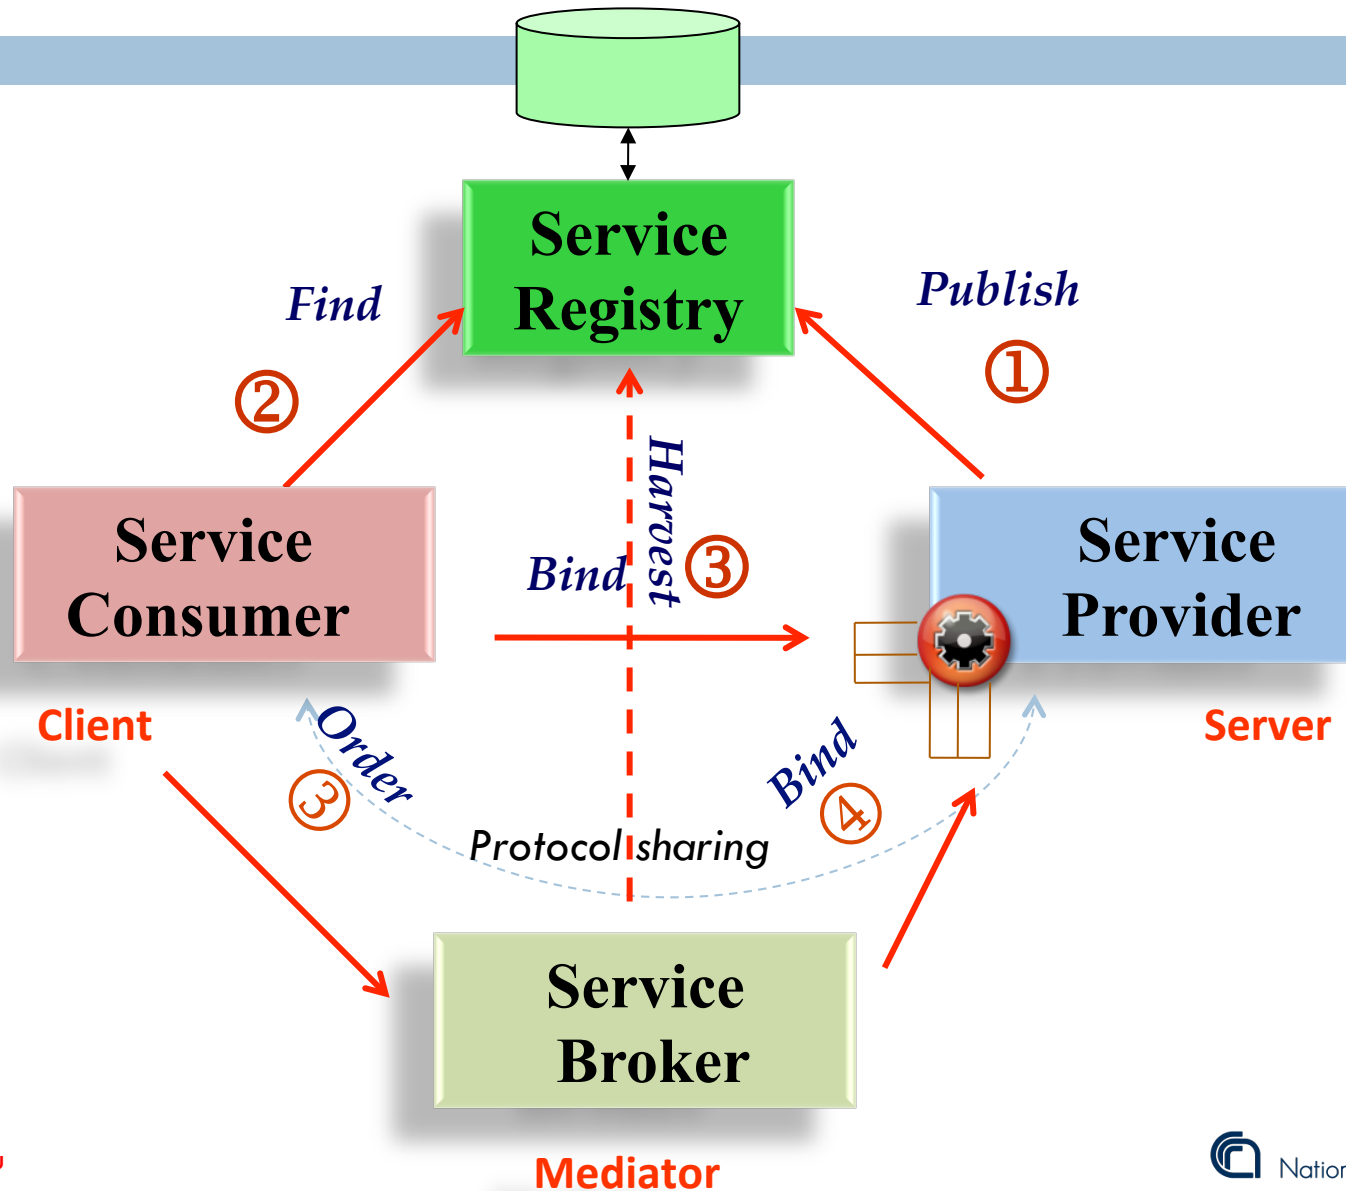 Service
Registry
Find
Publish
②
①
Harvest
Service
Consumer
Bind
③
Service
Provider
Client
Order
③
Bind
④
Server
Protocol sharing
Service
Broker
Mediator